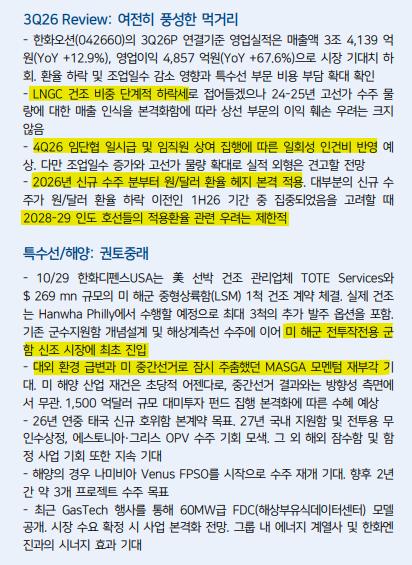 3Q26 Review: 여전히 풍성한 먹거리
- 한화오션(042660)의 3Q26P 연결기준 영업실적은 매출액 3조 4,139 억
원(YoY +12.9%), 영업이익 4,857 억원(YoY +67.6%)으로 시장 기대치 하
회. 환율 하락 및 조업일수 감소 영향과 특수선 부문 비용 부담 확대 확인
- LNGC 건조 비중 단계적 하락세로 접어들겠으나 24-25년 고선가 수주 물
량에 대한 매출 인식을 본격화함에 따라 상선 부문의 이익 훼손 우려는 크지
않음
- 4Q26 임단협 일시급 및 임직원 상여 집행에 따른 일회성 인건비 반영 예
상. 다만 조업일수 증가와 고선가 물량 확대로 실적 외형은 견고할 전망
- 2026년 신규 수주 분부터 원/달러 환율 헤지 본격 적용. 대부분의 신규 수
주가 원/달러 환율 하락 이전인 1H26 기간 중 집중되었음을 고려할 때
2028-29 인도 호선들의 적용환율 관련 우려는 제한적
특수선/해양: 권토중래
- 10/29 한화디펜스USA는 美 선박 건조 관리업체 TOTE Services와
$ 269 mn 규모의 미 해군 중형상륙함(LSM) 1척 건조 계약 체결. 실제 건조
는 Hanwha Philly에서 수행할 예정으로 최대 3척의 추가 발주 옵션을 포함.
기존 군수지원함 개념설계 및 해상계측선 수주에 이어 미 해군 전투작전용 군
함 신조 시장에 최초 진입
- 대외 환경 급변과 미 중간선거로 잠시 주춤했던 MASGA 모멘텀 재부각 기
대. 미 해양 산업 재건은 초당적 어젠다로, 중간선거 결과와는 방향성 측면에
서 무관. 1,500 억달러 규모 대미투자 펀드 집행 본격화에 따른 수혜 예상
- 26년 연중 태국 신규 호위함 본계약 목표. 27년 국내 지원함 및 전투용 무
인수상정, 에스토니아·그리스 OPV 수주 기회 모색. 그 외 해외 잠수함 및 함
정 사업 기회 또한 지속 기대
- 해양의 경우 나미비아 Venus FPSO를 시작으로 수주 재개 기대. 향후 2년
간 약 3개 프로젝트 수주 목표
- 최근 GasTech 행사를 통해 60MW급 FDC(해상부유식데이터센터) 모델
공개. 시장 수요 확정 시 사업 본격화 전망. 그룹 내 에너지 계열사 및 한화엔
진과의 시너지 효과 기대